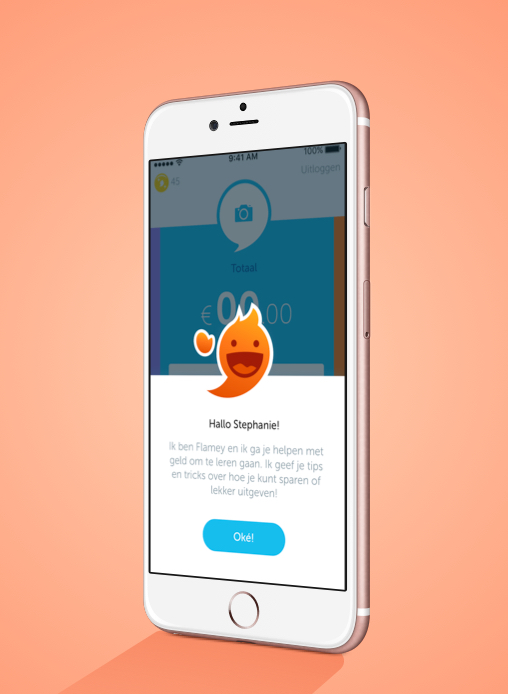 9:41 AM
100%
45
Uitloggen
Totaal
€ 00.00
Hallo Stephanie!
Ik ben Flamey en ik ga je helpen met
geld om te leren gaan. Ik geef je tips
en tricks over hoe je kunt sparen of
lekker uitgeven!
Oké!